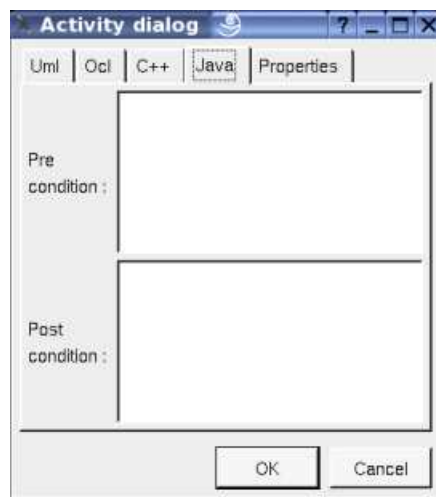 Activity dialog
Uml Ocl C++ Java Properties
Pre
condition :
Post
condition :
OK Cancel